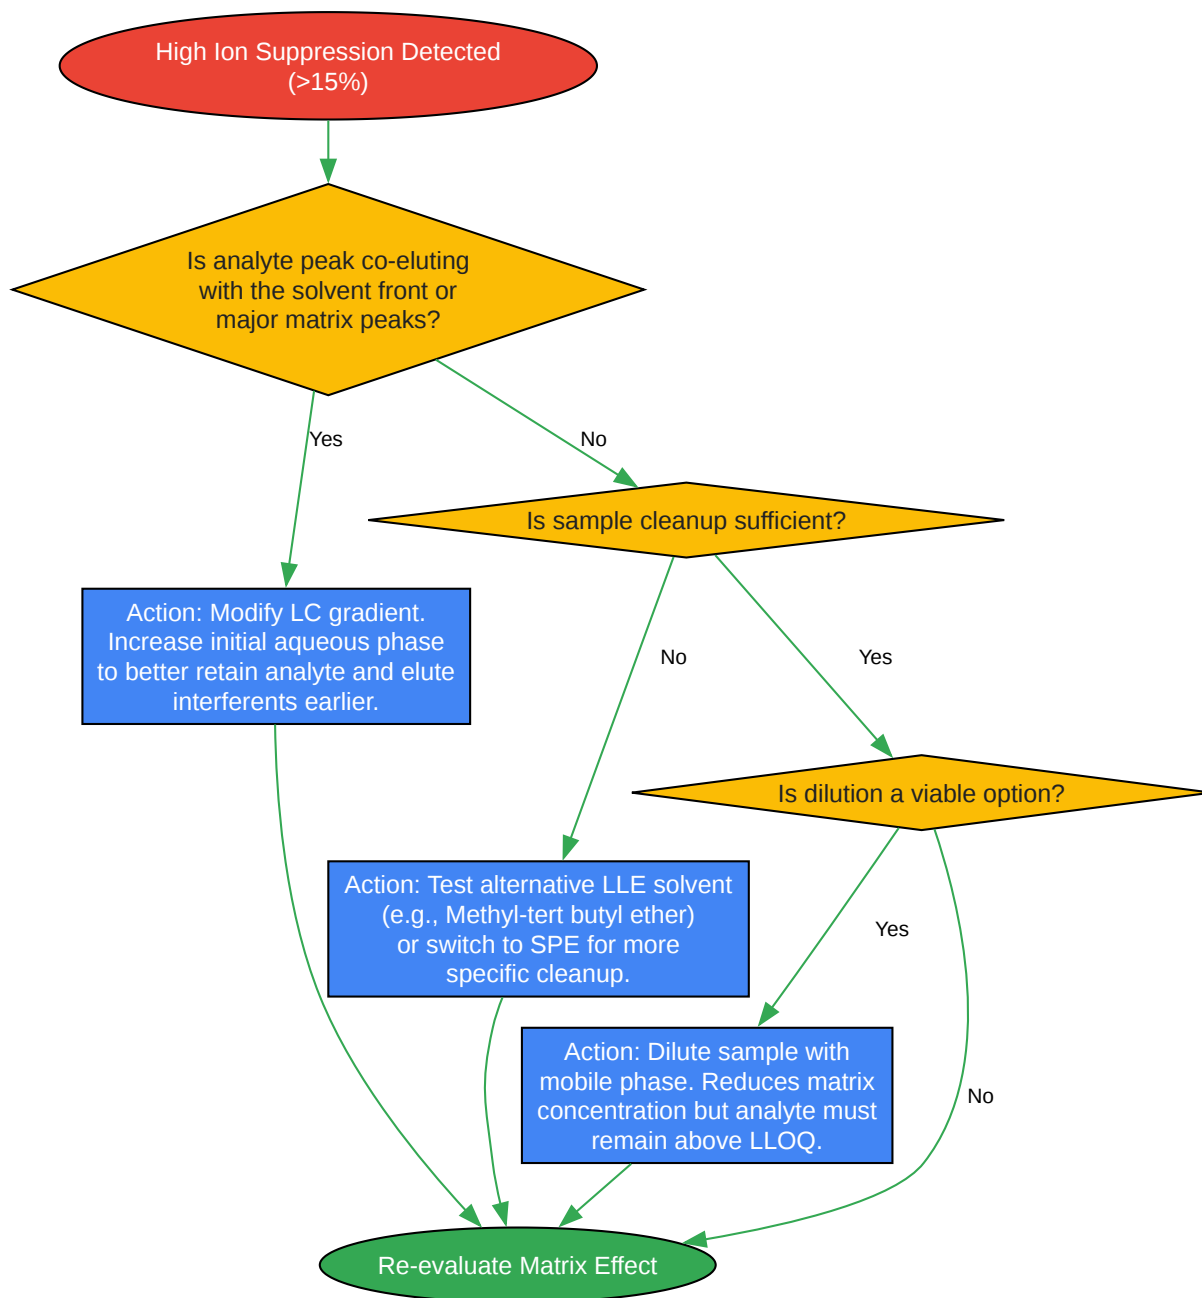 High Ion Suppression Detected
(>15%)
Is analyte peak co-eluting
with the solvent front or
major matrix peaks?
Yes
No
Is sample cleanup sufficient?
Action: Modify LC gradient.
Increase initial aqueous phase
to better retain analyte and elute
interferents earlier.
No
Yes
Is dilution a viable option?
Action: Test alternative LLE solvent
(e.g., Methyl-tert butyl ether)
or switch to SPE for more
specific cleanup.
Yes
Action: Dilute sample with
mobile phase. Reduces matrix
concentration but analyte must
remain above LLOQ.
No
Re-evaluate Matrix Effect